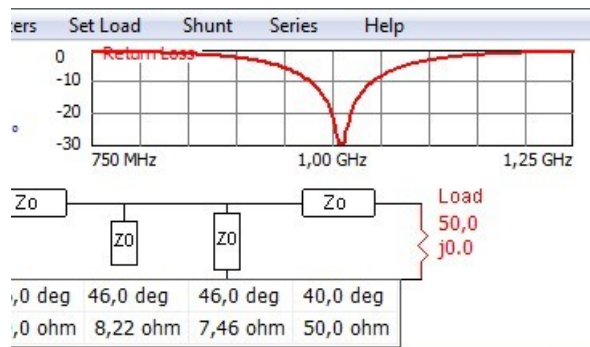 ters Set Load Shunt Series Help
0 Return Loss
-10
-20
-30
750 MHz 1,00 GHz 1,25 GHz
Zo Zo Load
50,0
Z0 Z0 j0.0
,0 deg 46,0 deg 46,0 deg 40,0 deg
,0 ohm 8,22 ohm 7,46 ohm 50,0 ohm